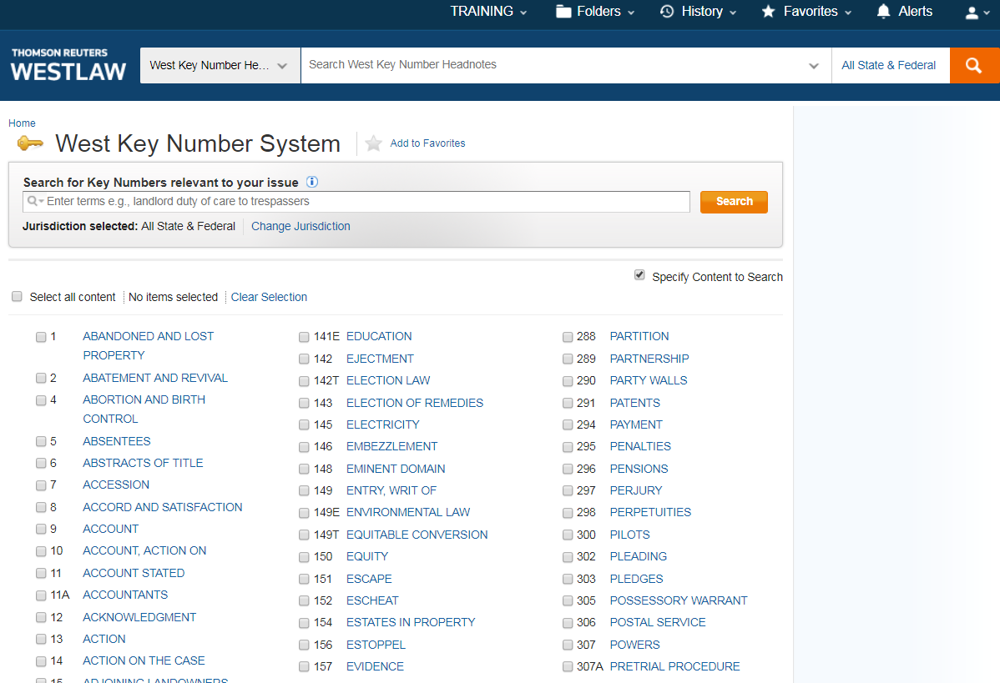 TRAINING
Folders
History
Favorites
Alerts
THOMSON REUTERS
WESTLAW
West Key Number He...
Search West Key Number Headnotes
All State & Federal
Home
West Key Number System
Add to Favorites
Search for Key Numbers relevant to your issue
Enter terms e.g., landlord duty of care to trespassers
Search
Jurisdiction selected: All State & Federal
Change Jurisdiction
Specify Content to Search
Select all content
No items selected
Clear Selection
1 ABANDONED AND LOST
PROPERTY
2 ABATEMENT AND REVIVAL
4 ABORTION AND BIRTH
CONTROL
5 ABSENTEES
6 ABSTRACTS OF TITLE
7 ACCESSION
8 ACCORD AND SATISFACTION
9 ACCOUNT
10 ACCOUNT, ACTION ON
11 ACCOUNT STATED
11A ACCOUNTANTS
12 ACKNOWLEDGMENT
13 ACTION
14 ACTION ON THE CASE
15 ADJOINING LANDOWNERS
141E EDUCATION
142 EJECTMENT
142T ELECTION LAW
143 ELECTION OF REMEDIES
145 ELECTRICITY
146 EMBEZZLEMENT
148 EMINENT DOMAIN
149 ENTRY, WRIT OF
149E ENVIRONMENTAL LAW
149T EQUITABLE CONVERSION
150 EQUITY
151 ESCAPE
152 ESCHEAT
154 ESTATES IN PROPERTY
156 ESTOPPEL
157 EVIDENCE
288 PARTITION
289 PARTNERSHIP
290 PARTY WALLS
291 PATENTS
294 PAYMENT
295 PENALTIES
296 PENSIONS
297 PERJURY
298 PERPETUITIES
300 PILOTS
302 PLEADING
303 PLEDGES
305 POSSESSORY WARRANT
306 POSTAL SERVICE
307 POWERS
307A PRETRIAL PROCEDURE